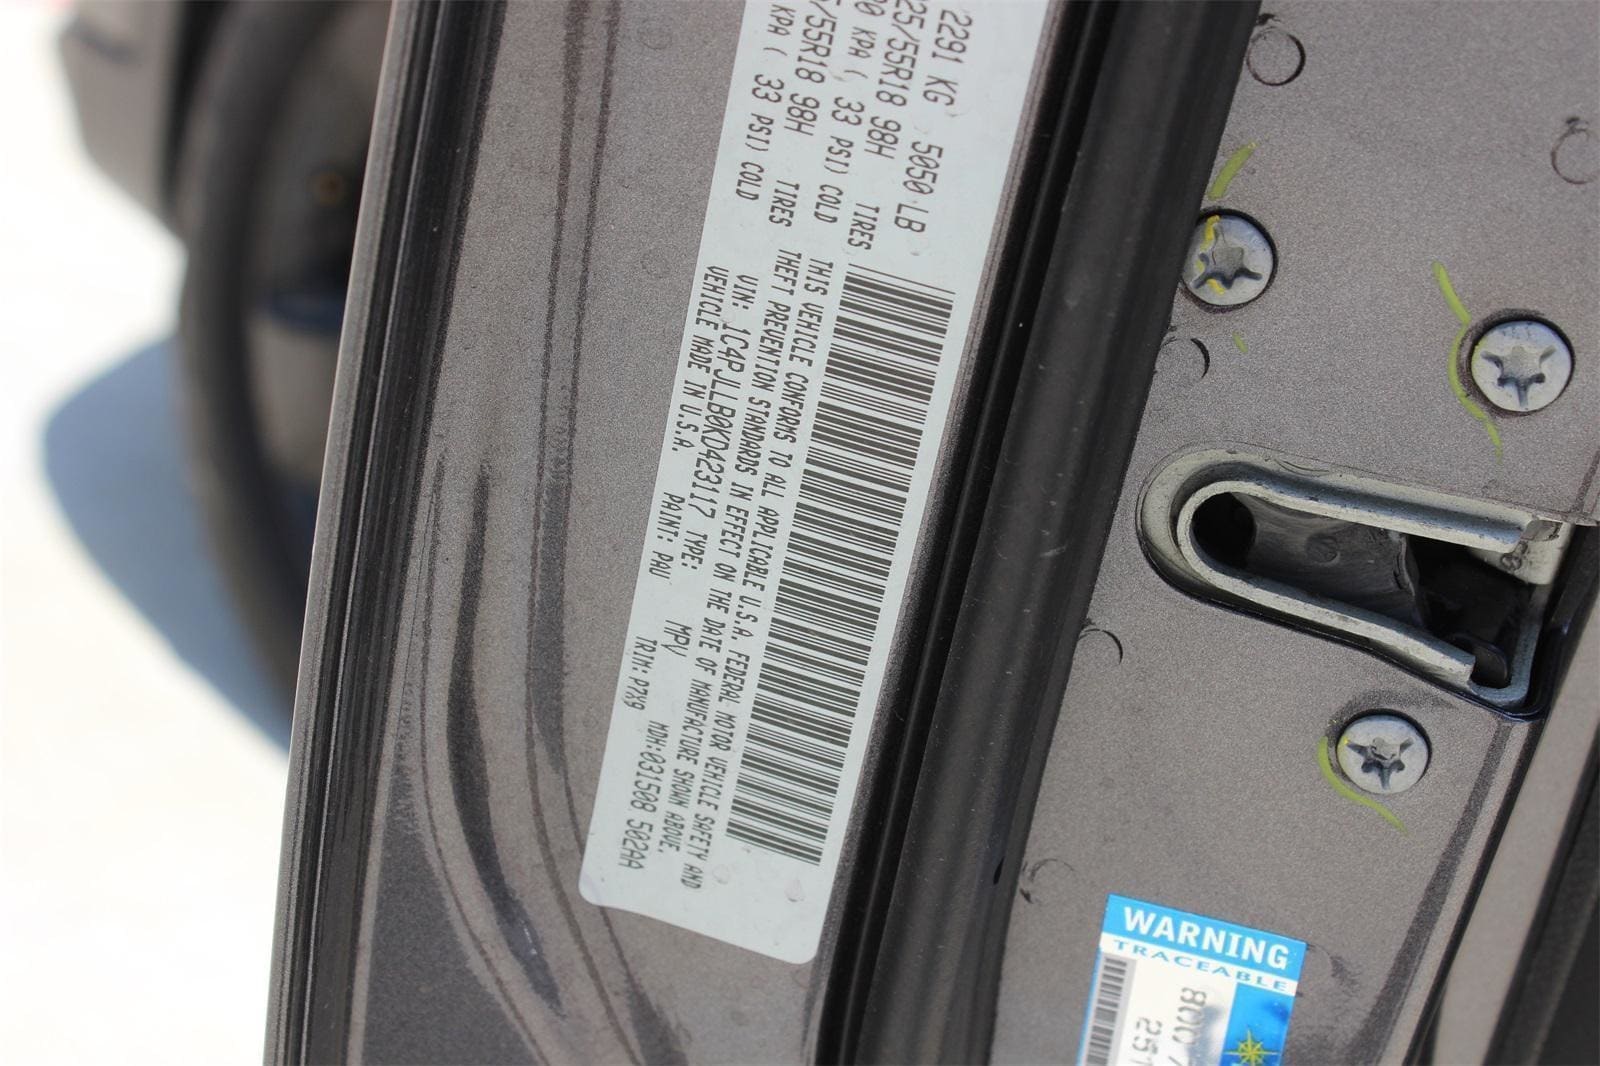 2291 KG 5050 LB
25/55R18 98H TIRES
KPA ( 33 PSI) COLD
/55R18 98H TIRES
KPA ( 33 PSI) COLD
THIS VEHICLE CONFORMS TO ALL APPLICABLE U.S.A. FEDERAL MOTOR VEHICLE SAFETY AND
THEFT PREVENTION STANDARDS IN EFFECT ON THE DATE OF MANUFACTURE SHOWN ABOVE.
VIN: 1C4PJLLB0KD423117 TYPE: MPV MDH:031508 502AA
VEHICLE MADE IN U.S.A. PAINT: PAU TRIM: P7X9
WARNING
TRACEABLE
8007
251